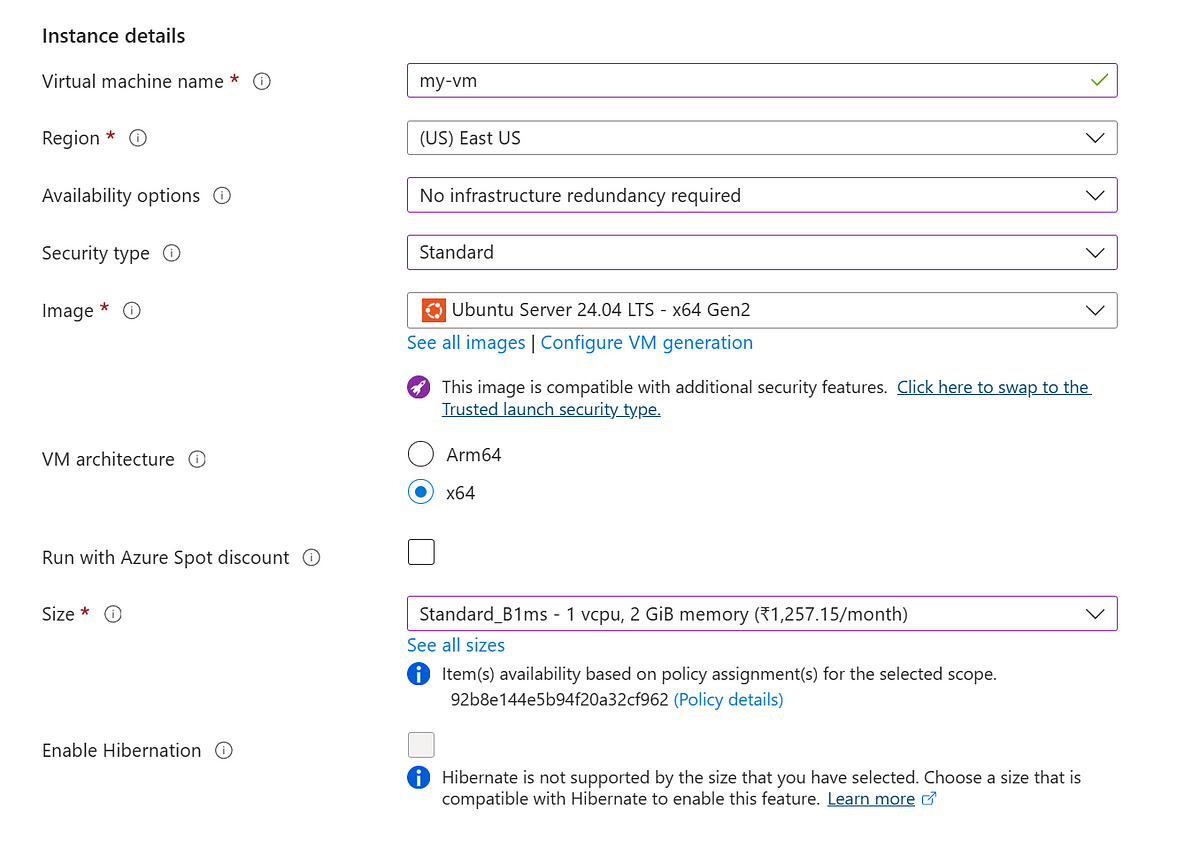 Instance details
Virtual machine name *
my-vm
Region *
(US) East US
Availability options
No infrastructure redundancy required
Security type
Standard
Image *
Ubuntu Server 24.04 LTS - x64 Gen2
See all images | Configure VM generation
This image is compatible with additional security features. Click here to swap to the
Trusted launch security type.
VM architecture
Arm64
x64
Run with Azure Spot discount
Size *
Standard_B1ms - 1 vcpu, 2 GiB memory (₹1,257.15/month)
See all sizes
Item(s) availability based on policy assignment(s) for the selected scope.
92b8e144e5b94f20a32cf962 (Policy details)
Enable Hibernation
Hibernate is not supported by the size that you have selected. Choose a size that is
compatible with Hibernate to enable this feature. Learn more